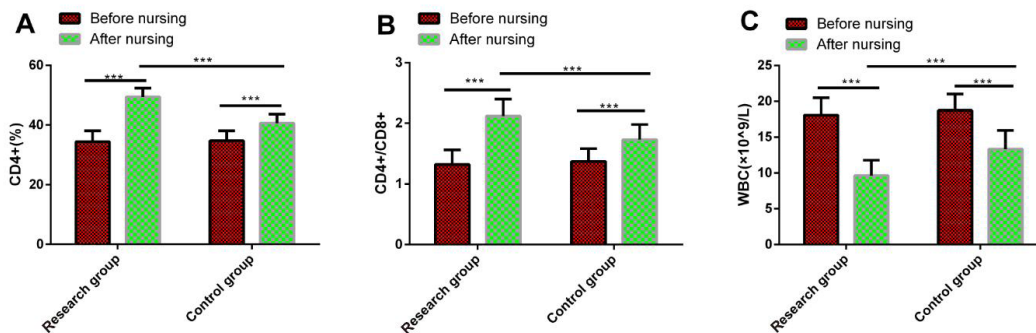 A
Before nursing
After nursing
***
***
***
60
40
20
0
CD4+(%)
Research group
Control group
B
Before nursing
After nursing
***
***
***
3
2
1
0
CD4+/CD8+
Research group
Control group
C
Before nursing
After nursing
***
***
***
25
20
15
10
5
0
WBC(×10^9/L)
Research group
Control group